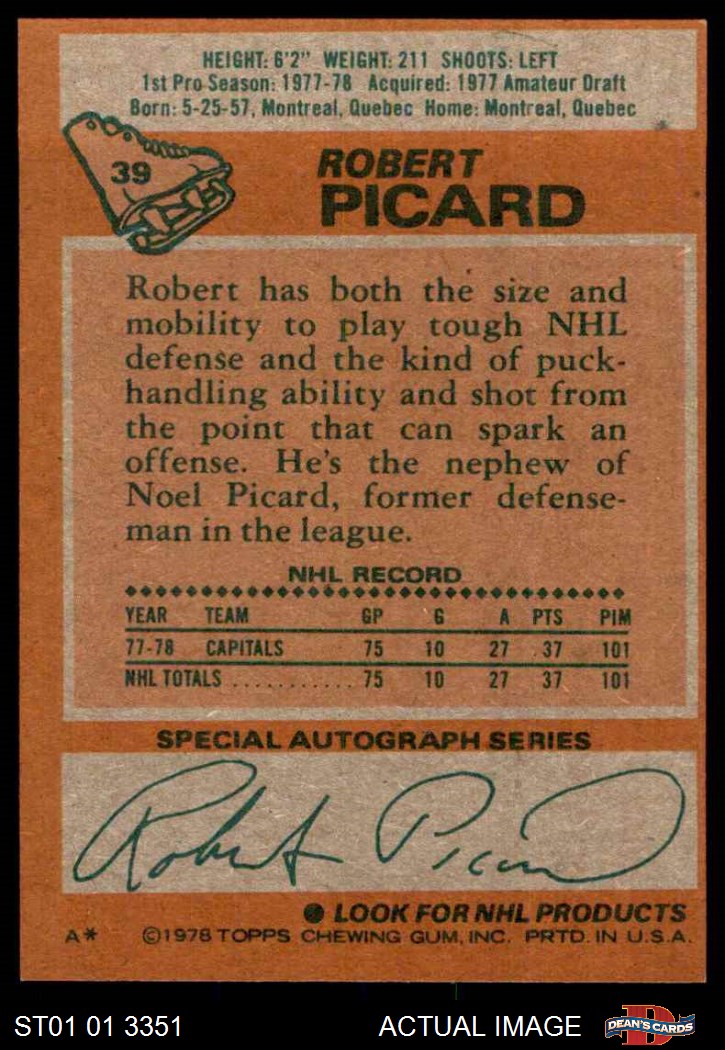 HEIGHT: 6'2" WEIGHT: 211 SHOOTS: LEFT
1st Pro Season: 1977-78 Acquired: 1977 Amateur Draft
Born: 5-25-57, Montreal, Quebec Home: Montreal, Quebec
39
ROBERT
PICARD
Robert has both the size and
mobility to play tough NHL
defense and the kind of puck-
handling ability and shot from
the point that can spark an
offense. He's the nephew of
Noel Picard, former defense-
man in the league.
NHL RECORD
YEAR TEAM GP G A PTS PIM
77-78 CAPITALS 75 10 27 37 101
NHL TOTALS ........... 75 10 27 37 101
SPECIAL AUTOGRAPH SERIES
Robert Picard
LOOK FOR NHL PRODUCTS
A* ©1978 TOPPS CHEWING GUM, INC. PRTD. IN U.S.A.
ST01 01 3351 ACTUAL IMAGE
D
DEAN'S CARDS